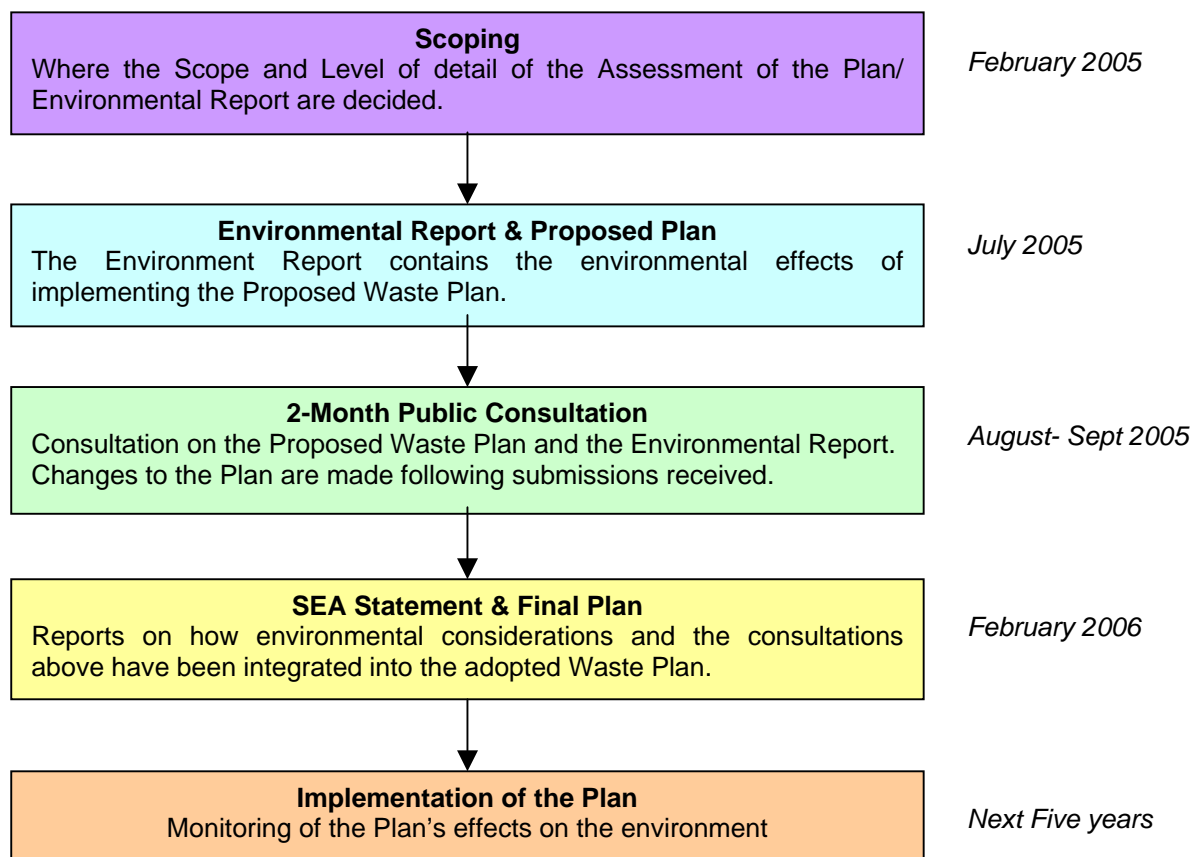 Scoping
Where the Scope and Level of detail of the Assessment of the Plan/
Environmental Report are decided.
February 2005
Environmental Report & Proposed Plan
The Environment Report contains the environmental effects of
implementing the Proposed Waste Plan.
July 2005
2-Month Public Consultation
Consultation on the Proposed Waste Plan and the Environmental Report.
Changes to the Plan are made following submissions received.
August- Sept 2005
SEA Statement & Final Plan
Reports on how environmental considerations and the consultations
above have been integrated into the adopted Waste Plan.
February 2006
Implementation of the Plan
Monitoring of the Plan’s effects on the environment
Next Five years